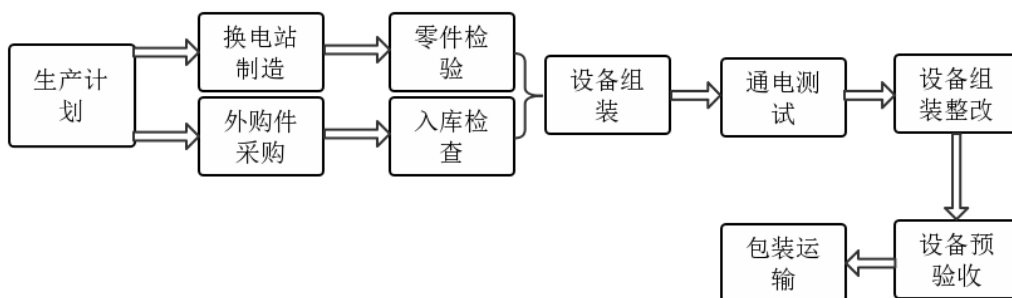 生产计
划
换电站
制造
零件检
验
外购件
采购
入库检
查
设备组
装
通电测
试
设备组
装整改
设备预
验收
包装运
输